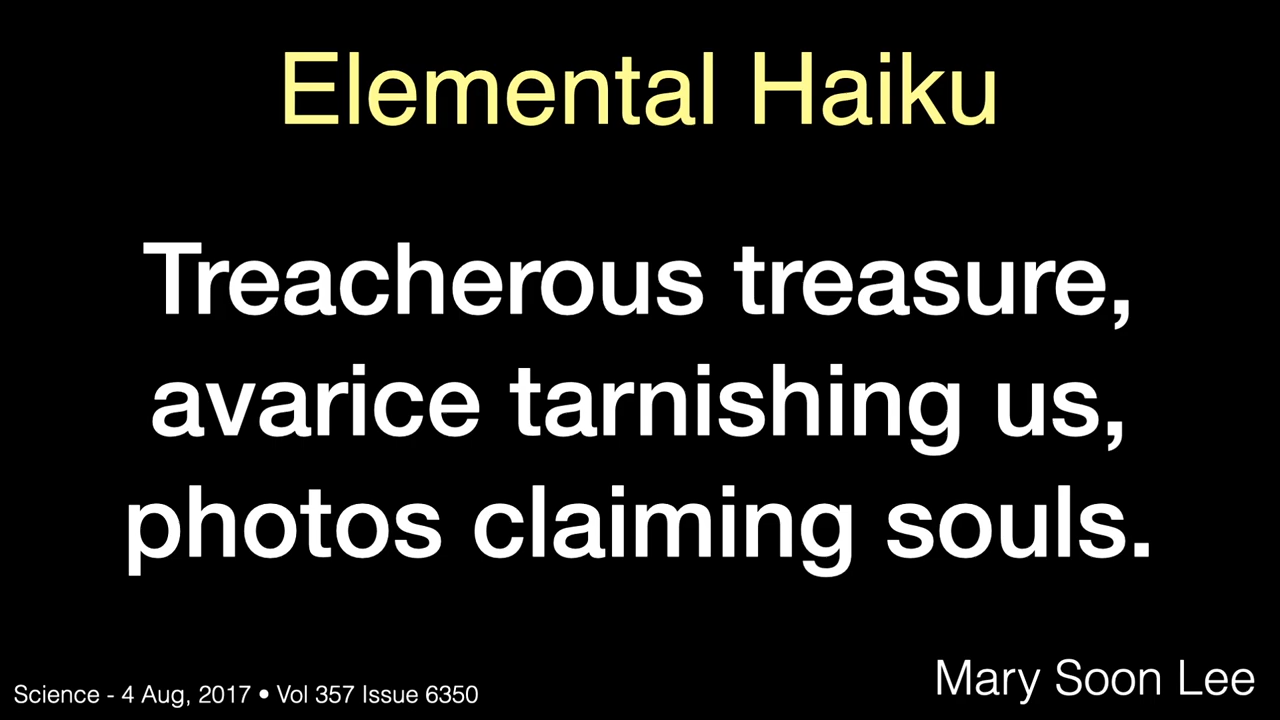 Elemental Haiku
Treacherous treasure,
avarice tarnishing us,
photos claiming souls.
Science - 4 Aug, 2017 • Vol 357 Issue 6350
Mary Soon Lee